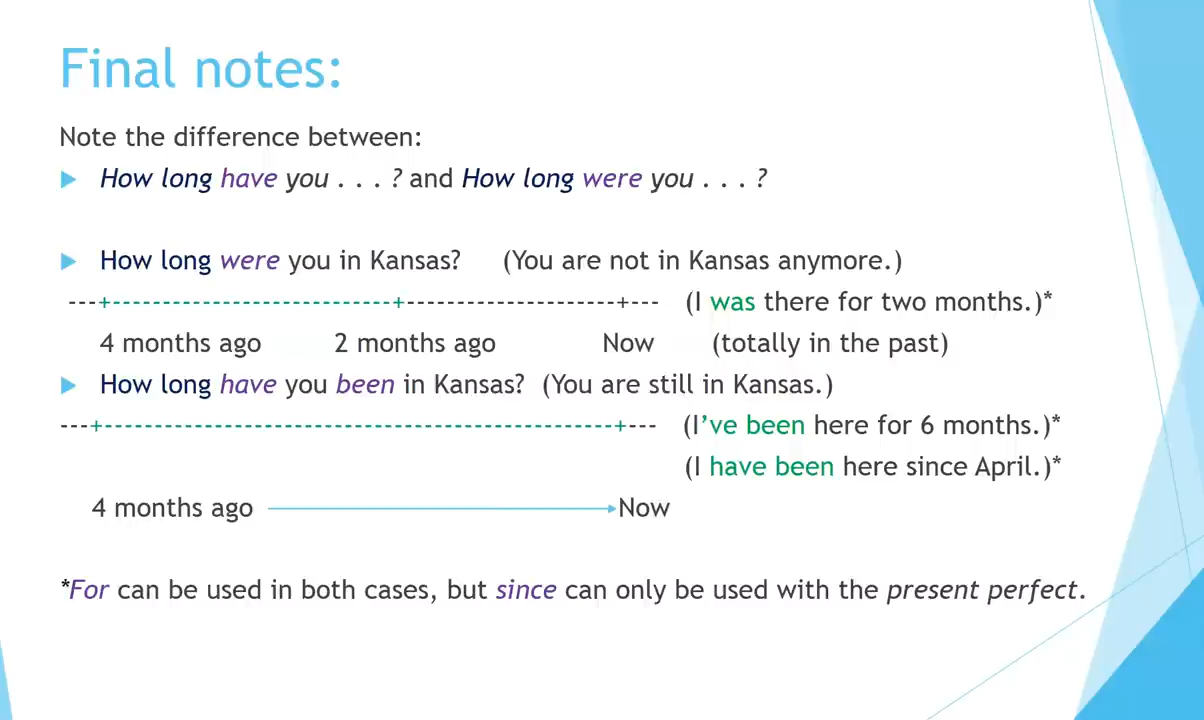 Final notes:
Note the difference between:
How long have you . . . ? and How long were you . . . ?
How long were you in Kansas? (You are not in Kansas anymore.)
---+---------------------------+--------------------+--- (I was there for two months.)*
4 months ago 2 months ago Now (totally in the past)
How long have you been in Kansas? (You are still in Kansas.)
---+-------------------------------------------------+--- (I’ve been here for 6 months.)*
(I have been here since April.)*
4 months ago Now
*For can be used in both cases, but since can only be used with the present perfect.